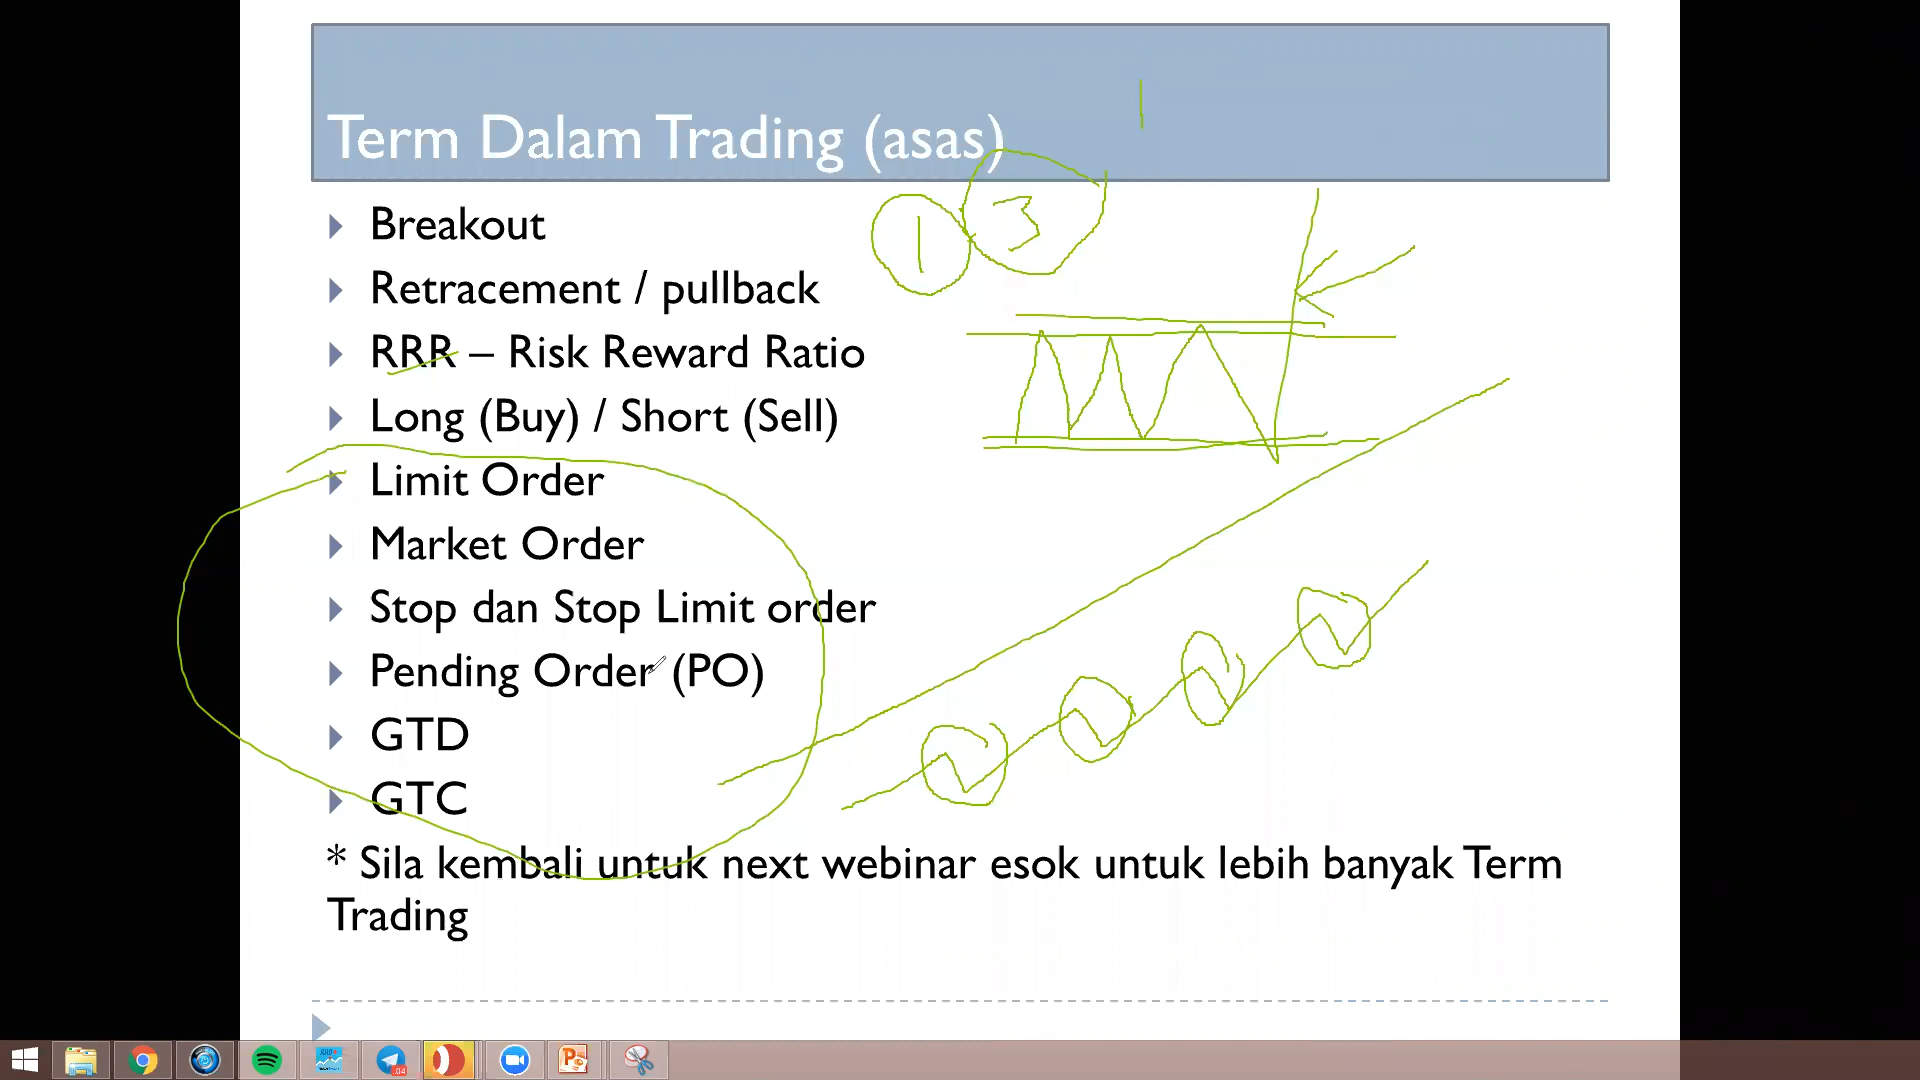 Term Dalam Trading (asas)
1 3
Breakout
Retracement / pullback
RRR – Risk Reward Ratio
Long (Buy) / Short (Sell)
Limit Order
Market Order
Stop dan Stop Limit order
Pending Order (PO)
GTD
GTC
* Sila kembali untuk next webinar esok untuk lebih banyak Term
Trading